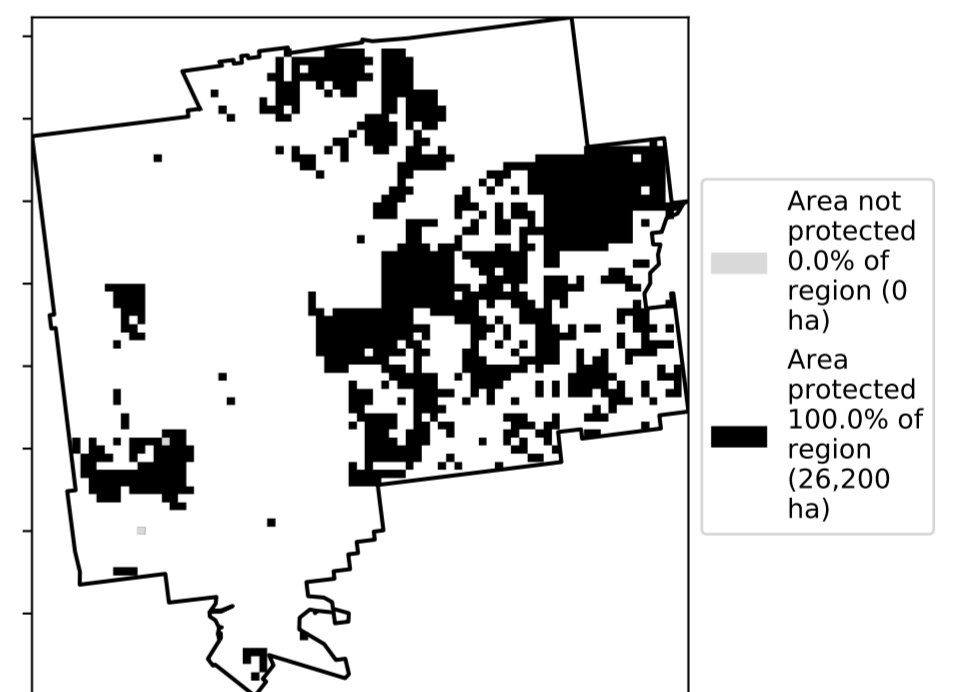 Area not
protected
0.0% of
region (0
ha)
Area
protected
100.0% of
region
(26,200
ha)